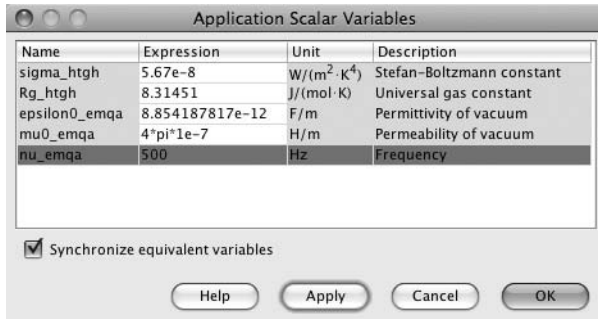 Application Scalar Variables
Name Expression Unit Description
sigma_htgh 5.67e-8 W/(m²·K⁴) Stefan-Boltzmann constant
Rg_htgh 8.31451 J/(mol·K) Universal gas constant
epsilon0_emqa 8.854187817e-12 F/m Permittivity of vacuum
mu0_emqa 4*pi*1e-7 H/m Permeability of vacuum
nu_emqa 500 Hz Frequency
Synchronize equivalent variables
Help Apply Cancel OK